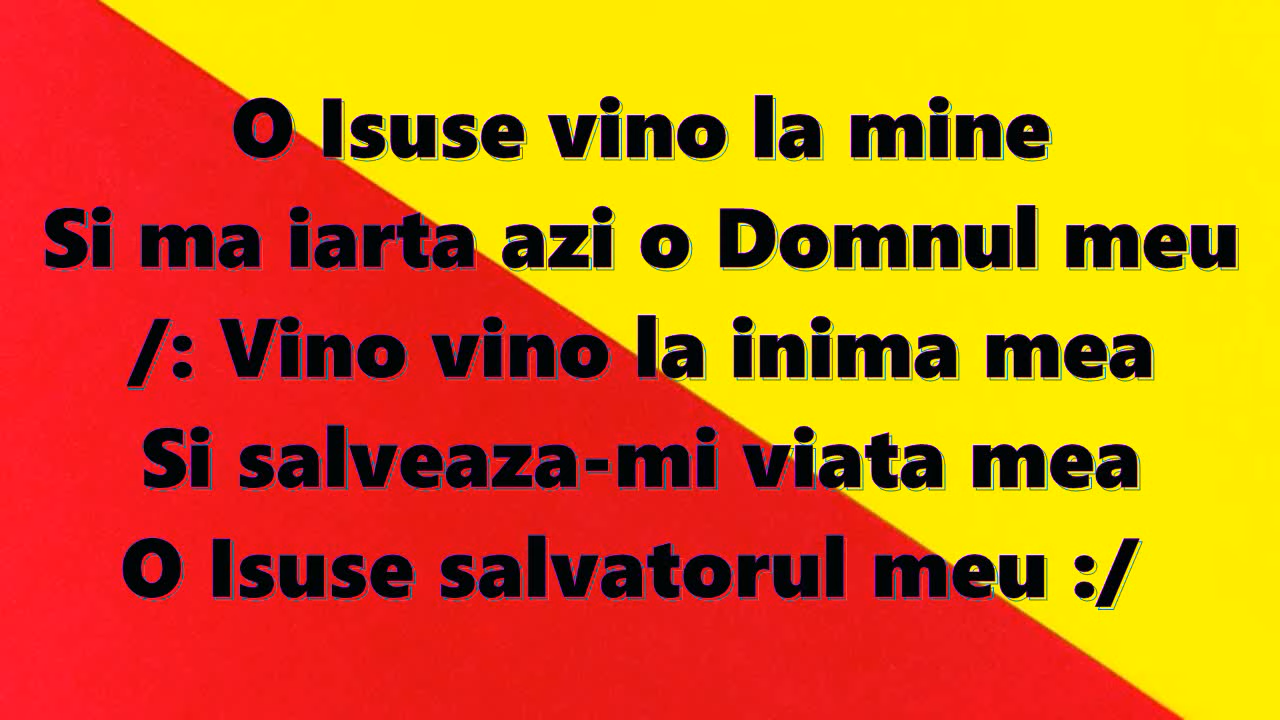 O Isuse vino la mine
Si ma iarta azi o Domnul meu
/: Vino vino la inima mea
Si salveaza-mi viata mea
O Isuse salvatorul meu :/